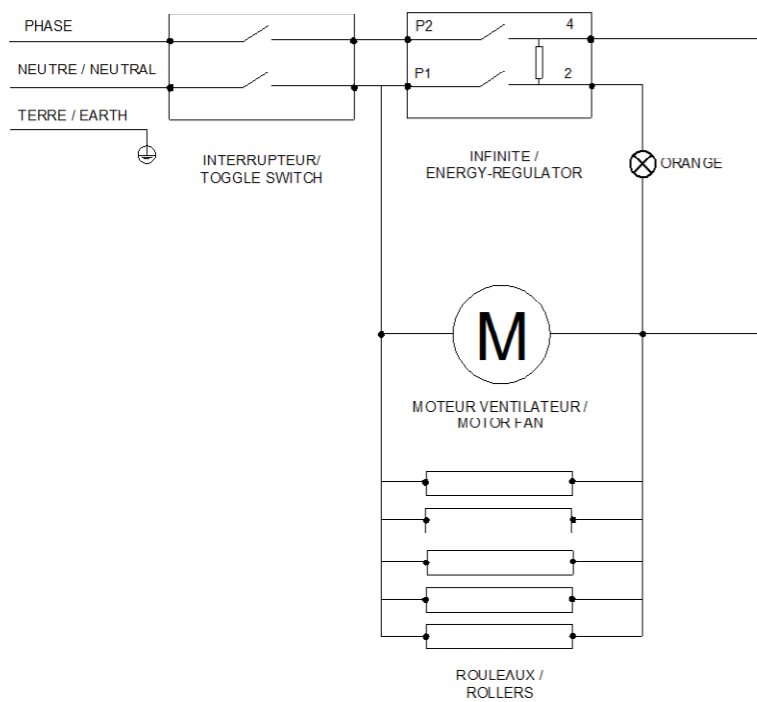 PHASE
NEUTRE / NEUTRAL
TERRE / EARTH
INTERRUPTEUR/
TOGGLE SWITCH
P2
4
P1
2
INFINITE /
ENERGY-REGULATOR
ORANGE
M
MOTEUR VENTILATEUR /
MOTOR FAN
ROULEAUX /
ROLLERS